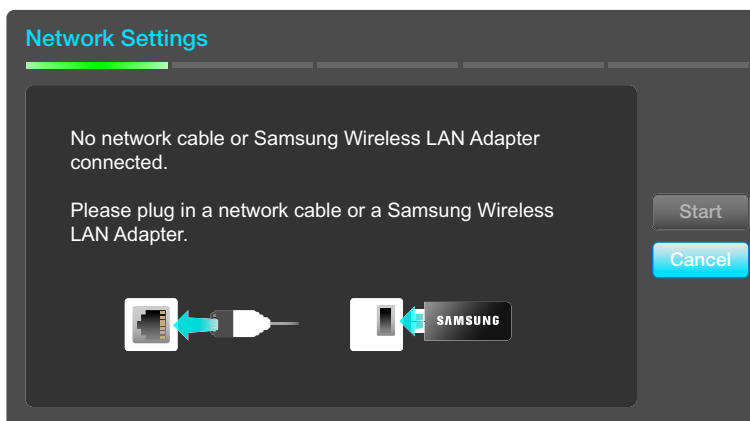 Network Settings
No network cable or Samsung Wireless LAN Adapter
connected.
Please plug in a network cable or a Samsung Wireless
LAN Adapter.
Start
Cancel
SAMSUNG